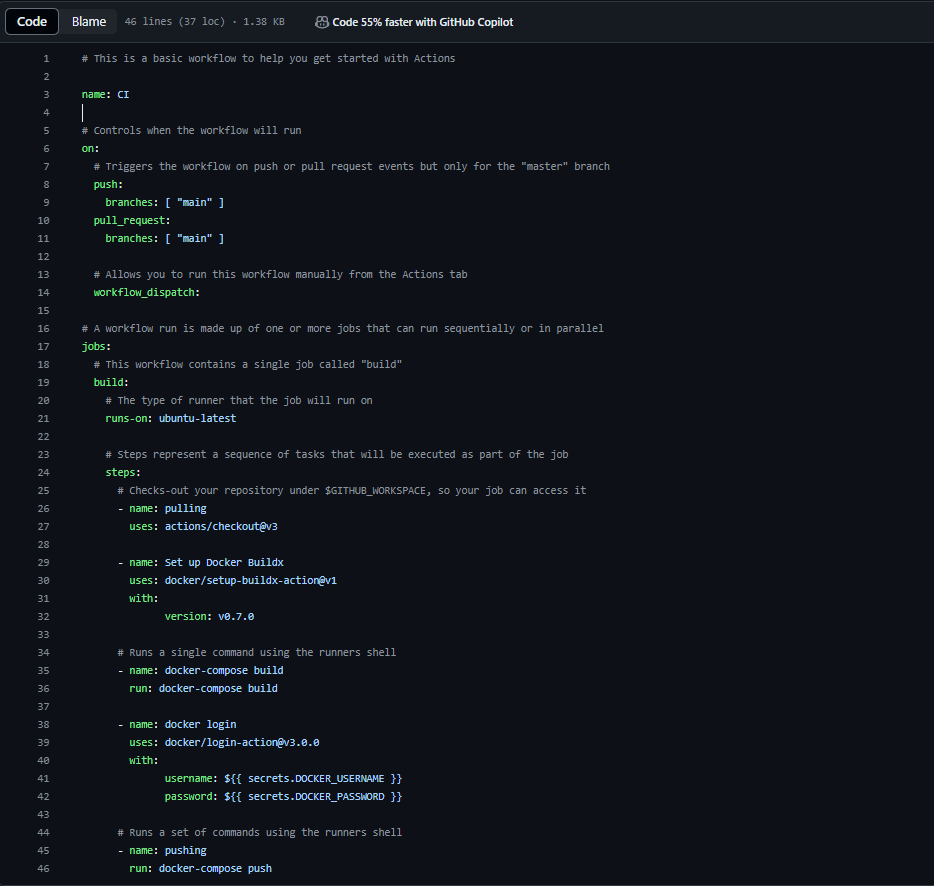 Code Blame 46 lines (37 loc) · 1.38 KB Code 55% faster with GitHub Copilot
1 # This is a basic workflow to help you get started with Actions
2
3 name: CI
4
5 # Controls when the workflow will run
6 on:
7 # Triggers the workflow on push or pull request events but only for the "master" branch
8 push:
9 branches: [ "main" ]
10 pull_request:
11 branches: [ "main" ]
12
13 # Allows you to run this workflow manually from the Actions tab
14 workflow_dispatch:
15
16 # A workflow run is made up of one or more jobs that can run sequentially or in parallel
17 jobs:
18 # This workflow contains a single job called "build"
19 build:
20 # The type of runner that the job will run on
21 runs-on: ubuntu-latest
22
23 # Steps represent a sequence of tasks that will be executed as part of the job
24 steps:
25 # Checks-out your repository under $GITHUB_WORKSPACE, so your job can access it
26 - name: pulling
27 uses: actions/checkout@v3
28
29 - name: Set up Docker Buildx
30 uses: docker/setup-buildx-action@v1
31 with:
32 version: v0.7.0
33
34 # Runs a single command using the runners shell
35 - name: docker-compose build
36 run: docker-compose build
37
38 - name: docker login
39 uses: docker/login-action@v3.0.0
40 with:
41 username: ${{ secrets.DOCKER_USERNAME }}
42 password: ${{ secrets.DOCKER_PASSWORD }}
43
44 # Runs a set of commands using the runners shell
45 - name: pushing
46 run: docker-compose push